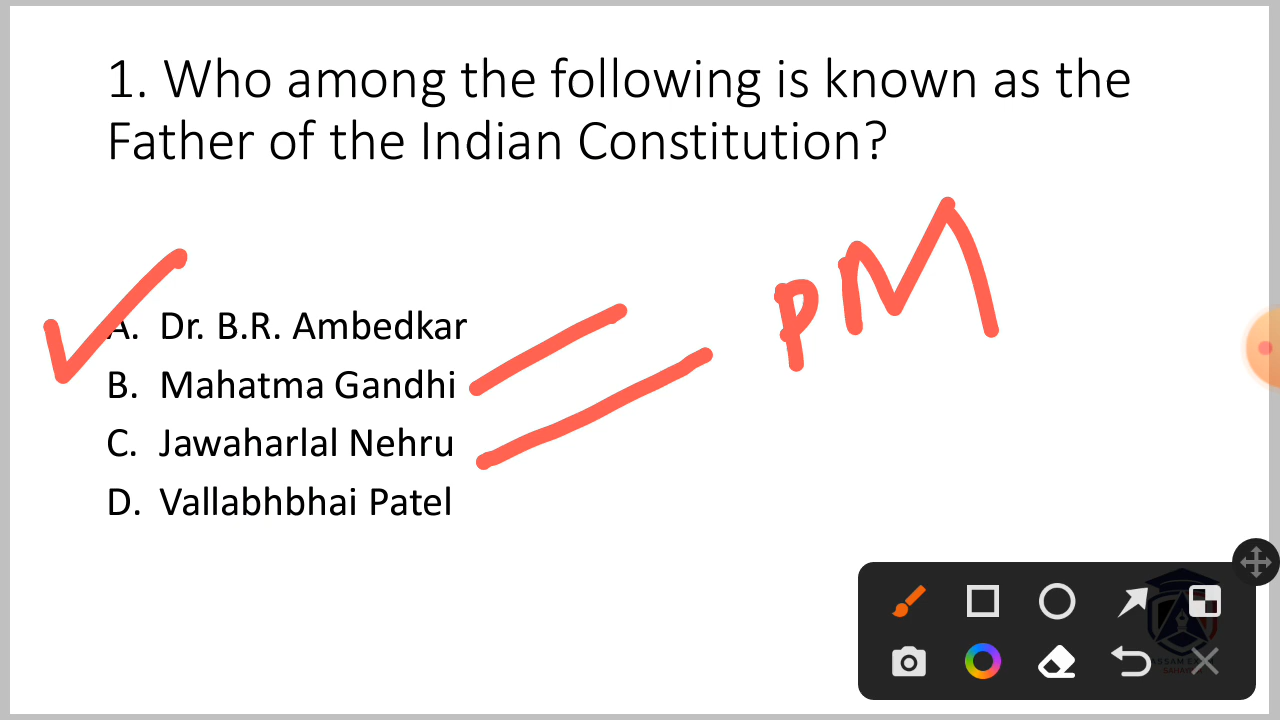 1. Who among the following is known as the
Father of the Indian Constitution?
A. Dr. B.R. Ambedkar
PM
B. Mahatma Gandhi
C. Jawaharlal Nehru
D. Vallabhbhai Patel